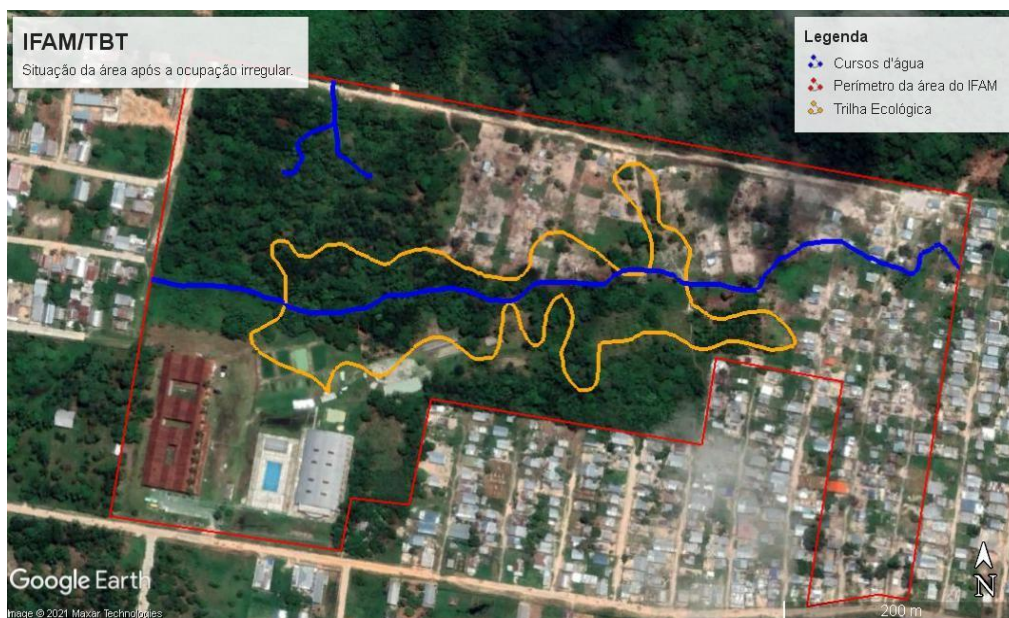 IFAM/TBT
Situação da área após a ocupação irregular.
Legenda
Cursos d'água
Perímetro da área do IFAM
Trilha Ecológica
Google Earth
Image © 2021 Maxar Technologies
N
200 m